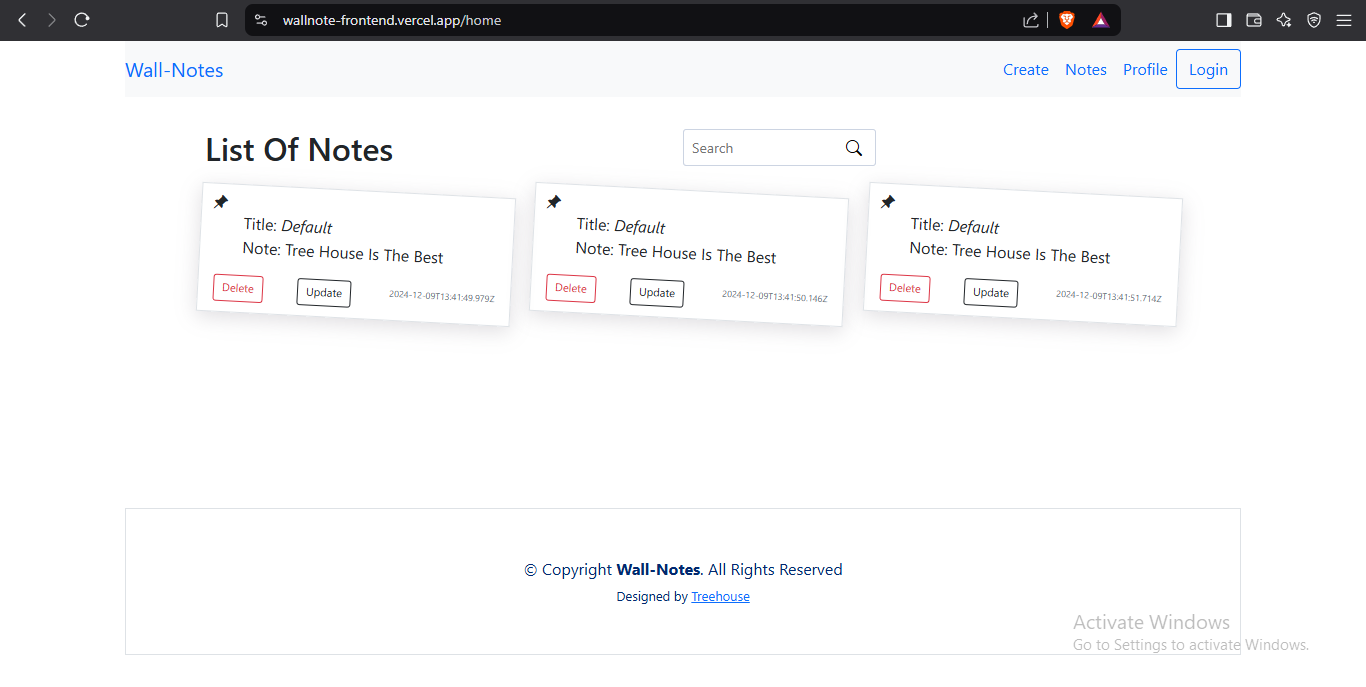 wallnote-frontend.vercel.app/home
Wall-Notes
Create Notes Profile Login
List Of Notes
Search
Title: Default
Note: Tree House Is The Best
Delete Update 2024-12-09T13:41:49.979Z
Title: Default
Note: Tree House Is The Best
Delete Update 2024-12-09T13:41:50.146Z
Title: Default
Note: Tree House Is The Best
Delete Update 2024-12-09T13:41:51.714Z
© Copyright Wall-Notes. All Rights Reserved
Designed by Treehouse
Activate Windows
Go to Settings to activate Windows.